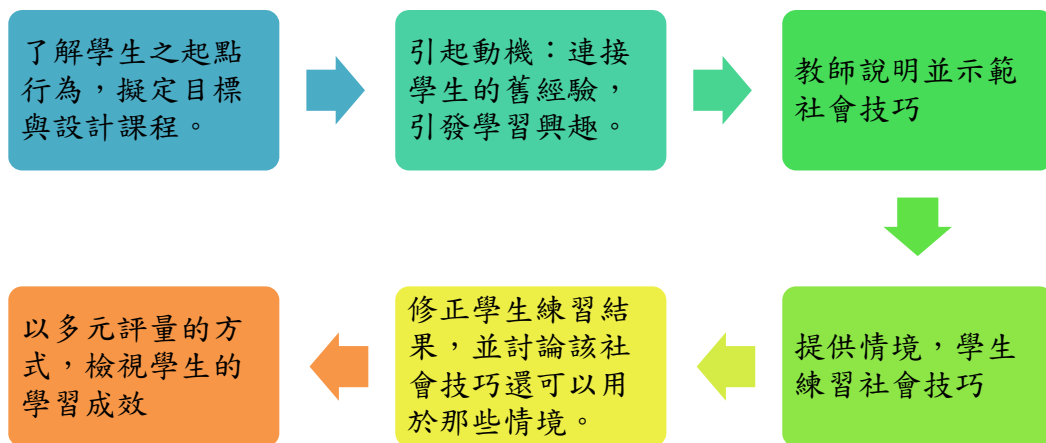 了解學生之起點
行為，擬定目標
與設計課程。
引起動機：連接
學生的舊經驗，
引發學習興趣。
教師說明並示範
社會技巧
提供情境，學生
練習社會技巧
修正學生練習結
果，並討論該社
會技巧還可以用
於那些情境。
以多元評量的方
式，檢視學生的
學習成效